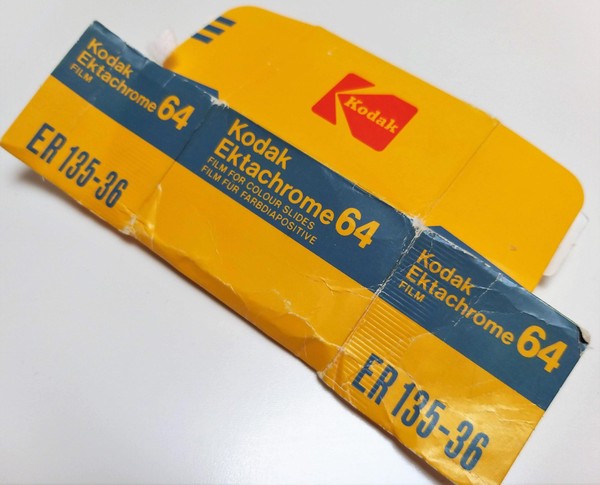 Kodak
Kodak
Ektachrome 64
FILM
ER 135-36
Kodak
Ektachrome 64
FILM FOR COLOUR SLIDES
FILM FUR FARBDIAPOSITIVE
Kodak
Ektachrome 64
FILM
ER 135-36